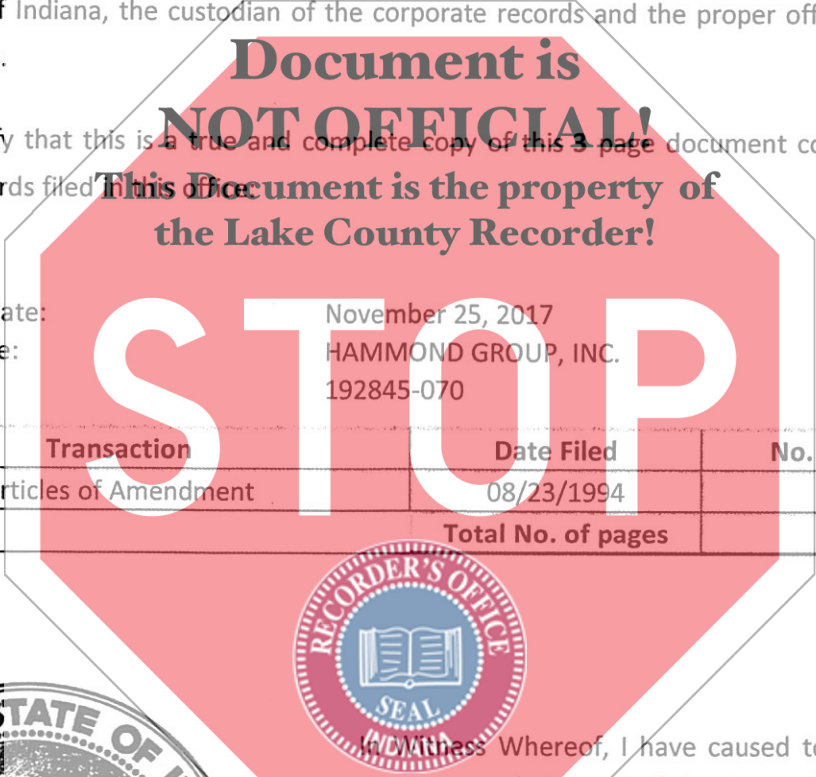 f Indiana, the custodian of the corporate records and the proper off
.
Document is
NOT OFFICIAL!
y that this is a true and complete copy of this 3 page document co
This Document is the property of
rds filed in this office:
the Lake County Recorder!
ate: November 25, 2017
e: HAMMOND GROUP, INC.
192845-070
STOP
Transaction Date Filed No.
rticles of Amendment 08/23/1994
Total No. of pages
RECORDER'S OFFICE
SEAL
INDIANA
STATE OF
In Witness Whereof, I have caused to